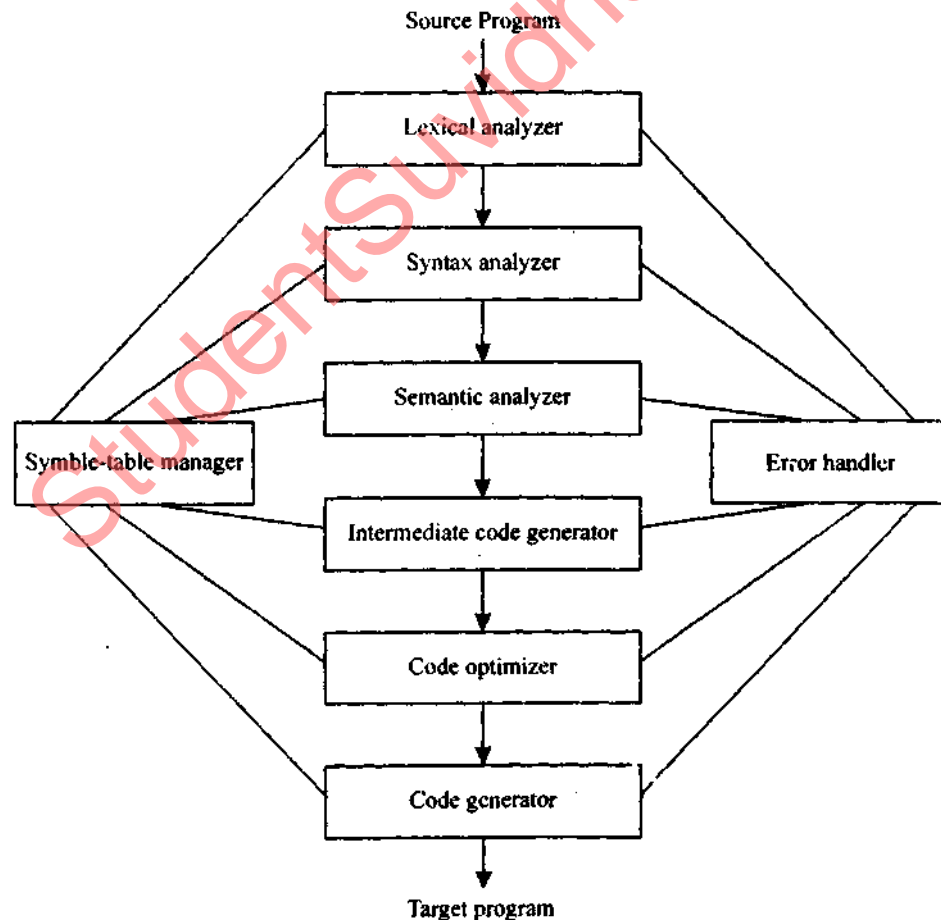 Source Program
Lexical analyzer
Syntax analyzer
Semantic analyzer
Symble-table manager
Error handler
Intermediate code generator
Code optimizer
Code generator
Target program